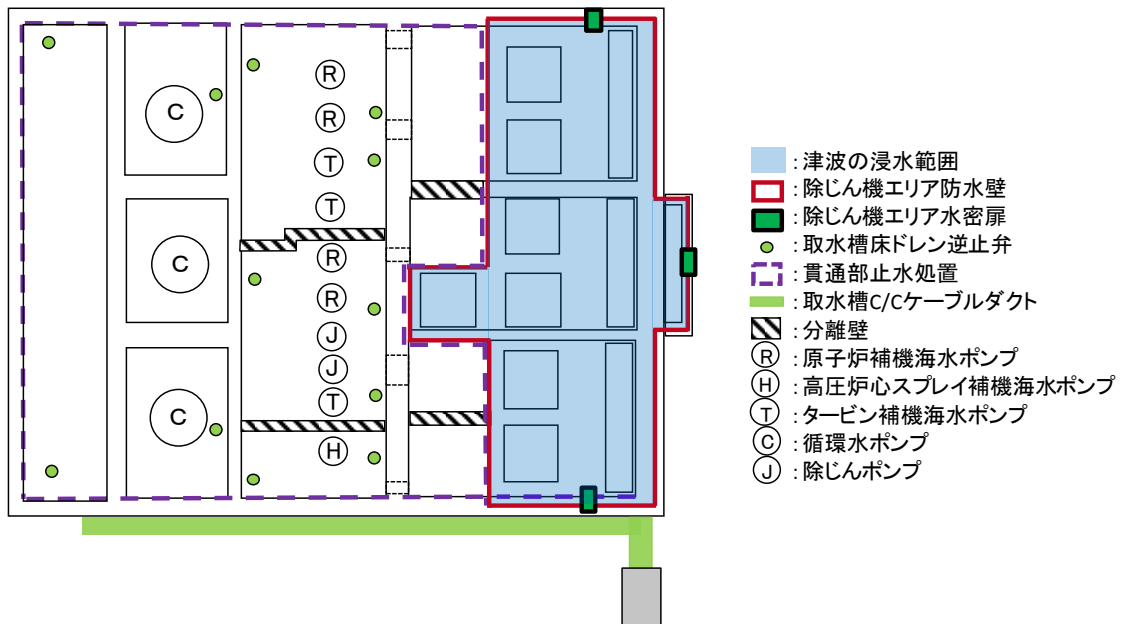 R
C
R
T
T
R
C
R
J
J
T
C
H
：津波の浸水範囲
：除じん機エリア防水壁
：除じん機エリア水密扉
：取水槽床ドレン逆止弁
：貫通部止水処置
：取水槽C/Cケーブルダクト
：分離壁
R：原子炉補機海水ポンプ
H：高圧炉心スプレイ補機海水ポンプ
T：タービン補機海水ポンプ
C：循環水ポンプ
J：除じんポンプ